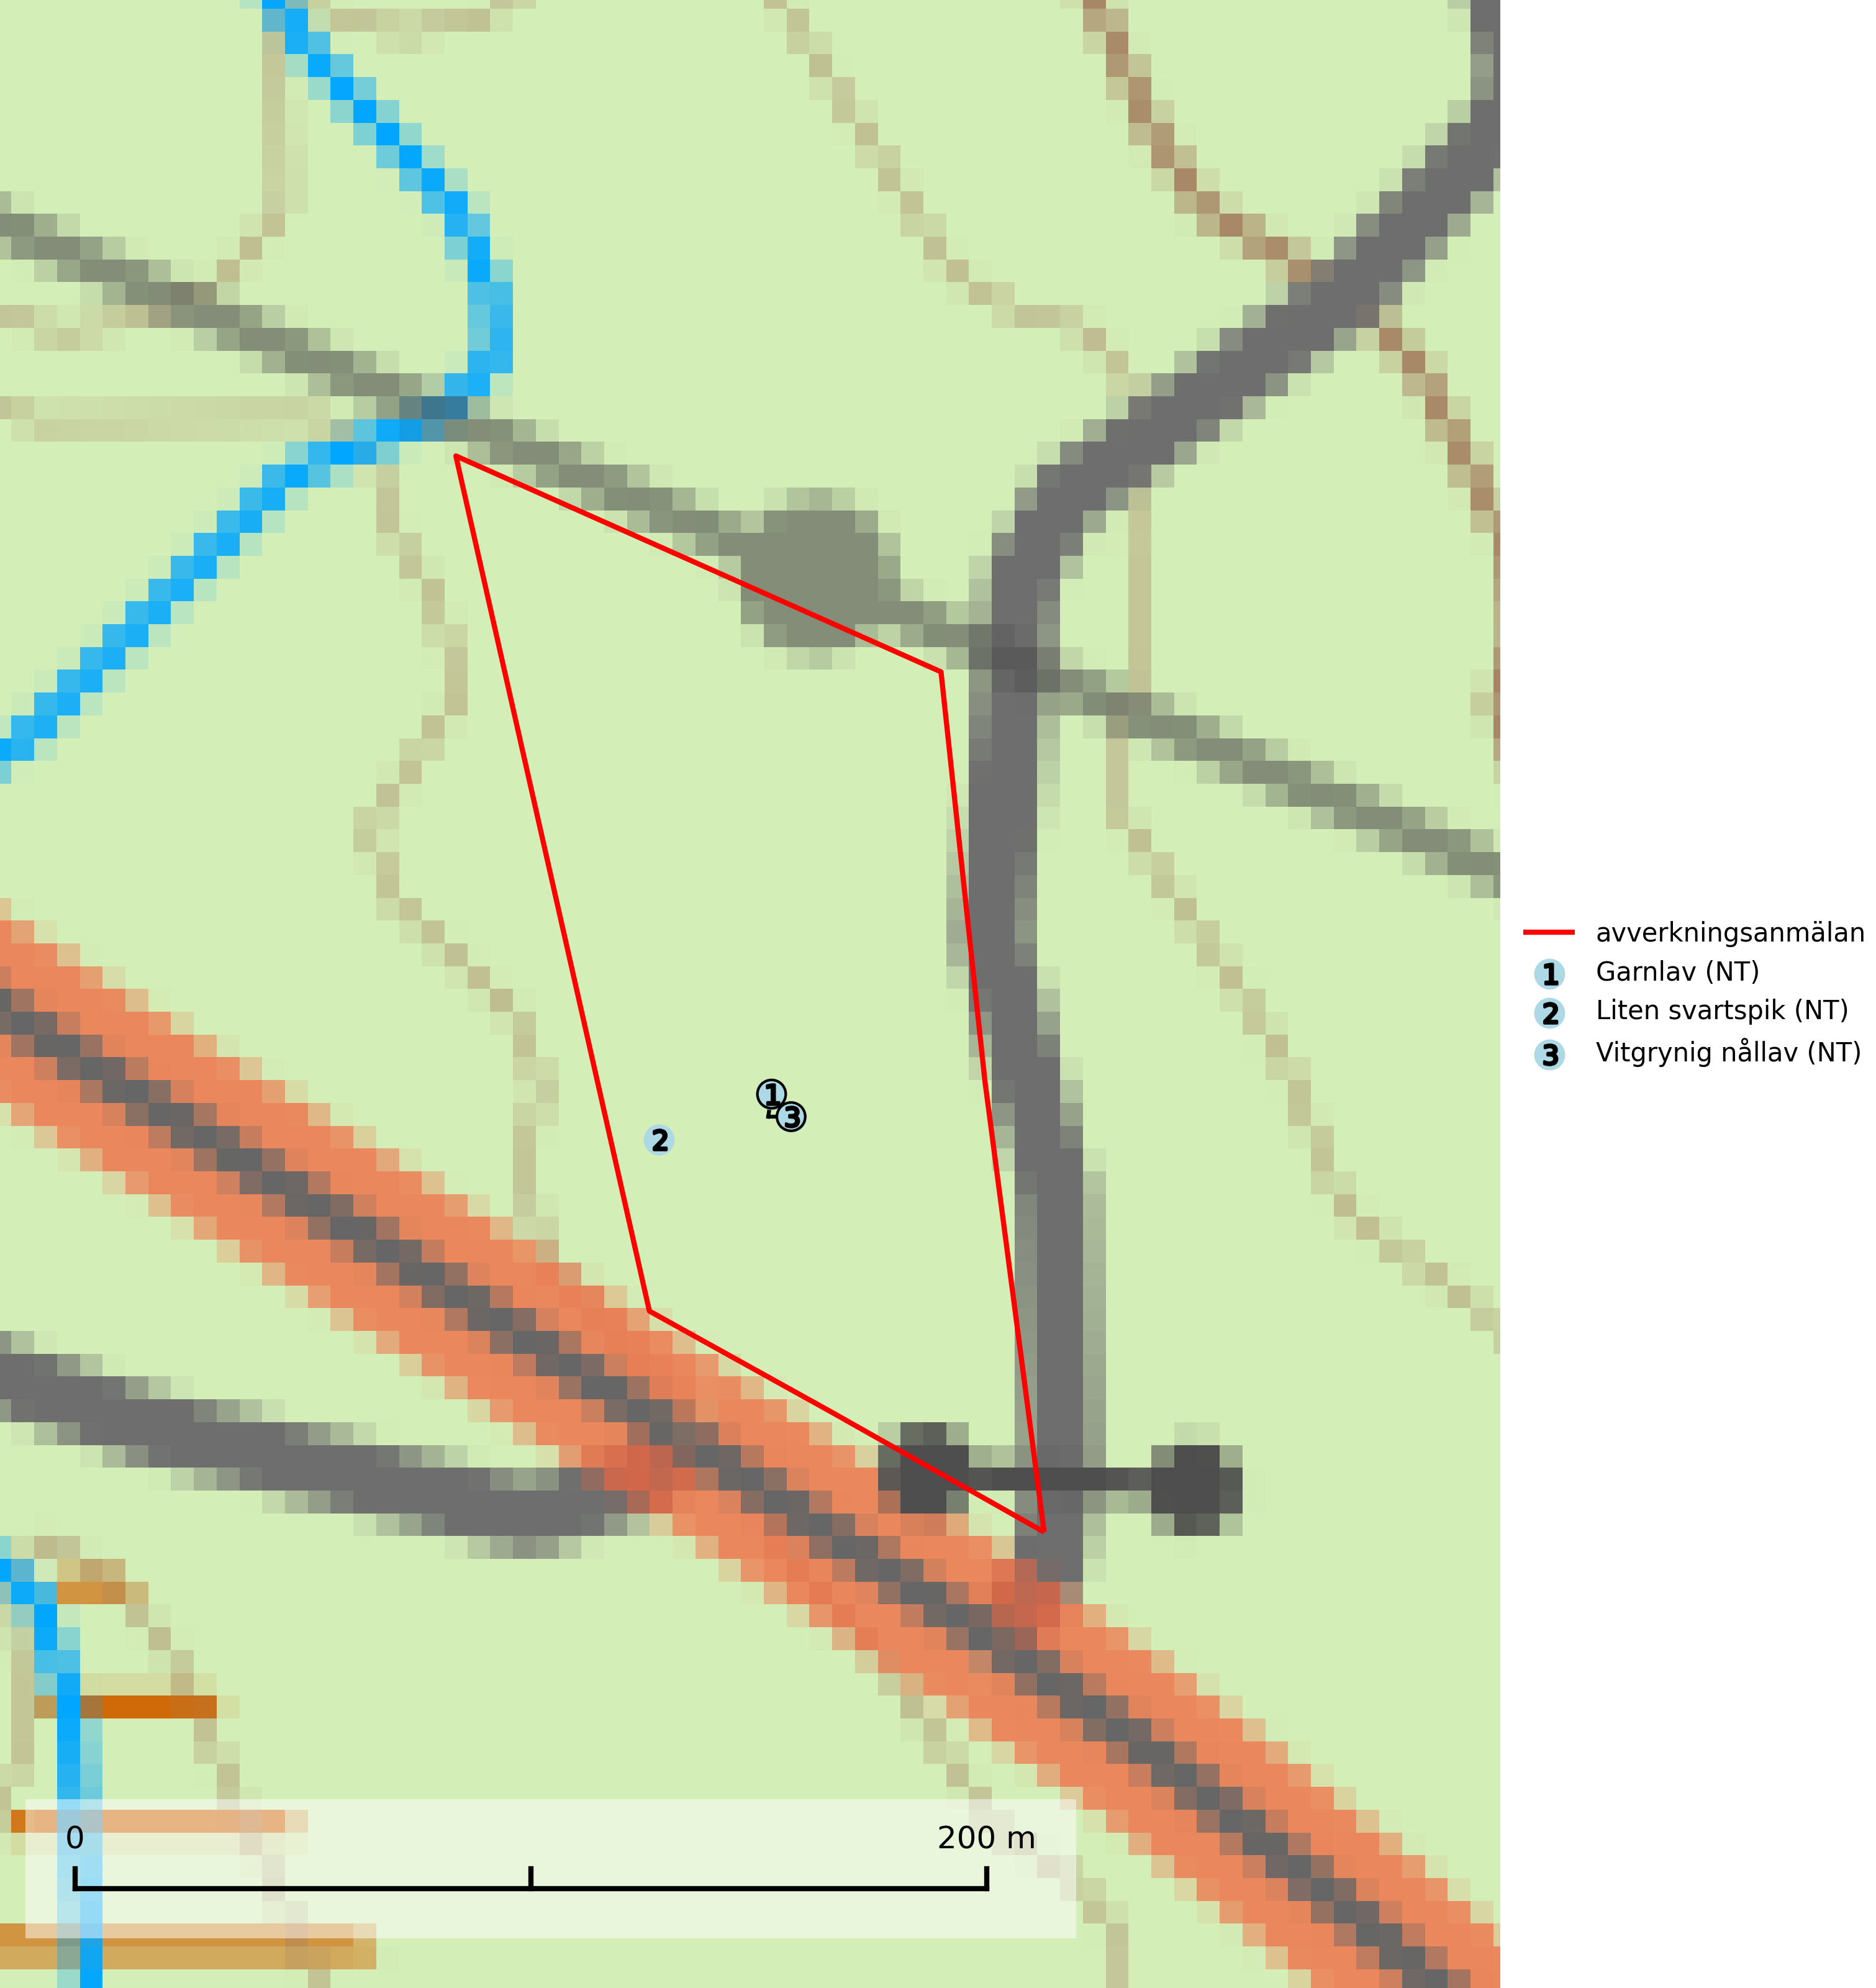 avverkningsanmälan
1 Garnlav (NT)
2 Liten svartspik (NT)
3 Vitgrynig nållav (NT)
1
3
2
0 200 m